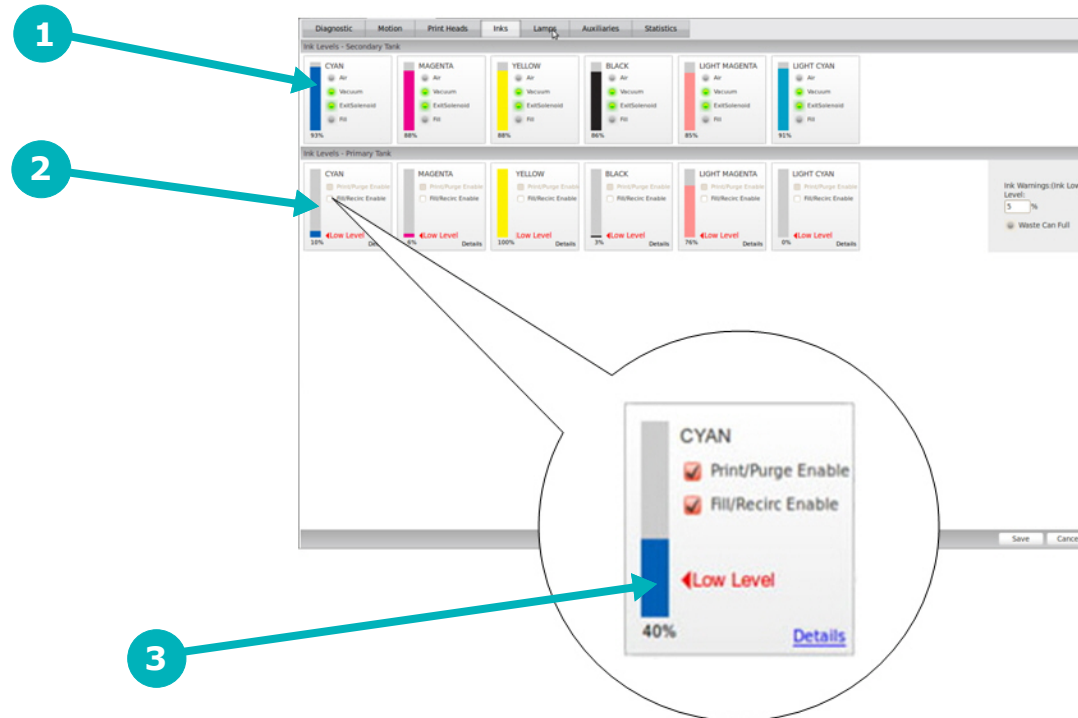 1
Diagnostic Motion Print Heads Inks Lamps Auxiliaries Statistics
Ink Levels - Secondary Tank
CYAN
Air
Vacuum
ExitSolenoid
Fill
93%
MAGENTA
Air
Vacuum
ExitSolenoid
Fill
88%
YELLOW
Air
Vacuum
ExitSolenoid
Fill
88%
BLACK
Air
Vacuum
ExitSolenoid
Fill
86%
LIGHT MAGENTA
Air
Vacuum
ExitSolenoid
Fill
85%
LIGHT CYAN
Air
Vacuum
ExitSolenoid
Fill
91%
2
Ink Levels - Primary Tank
CYAN
Print/Purge Enable
Fill/Recirc Enable
Low Level
10%
MAGENTA
Print/Purge Enable
Fill/Recirc Enable
Low Level
6% Details
YELLOW
Print/Purge Enable
Fill/Recirc Enable
Low Level
100% Details
BLACK
Print/Purge Enable
Fill/Recirc Enable
Low Level
3% Details
LIGHT MAGENTA
Print/Purge Enable
Fill/Recirc Enable
Low Level
76% Details
LIGHT CYAN
Print/Purge Enable
Fill/Recirc Enable
Low Level
0% Details
Ink Warnings:(Ink Low
Level:
5 %
Waste Can Full
CYAN
Print/Purge Enable
Fill/Recirc Enable
Low Level
40% Details
Save Cance
3